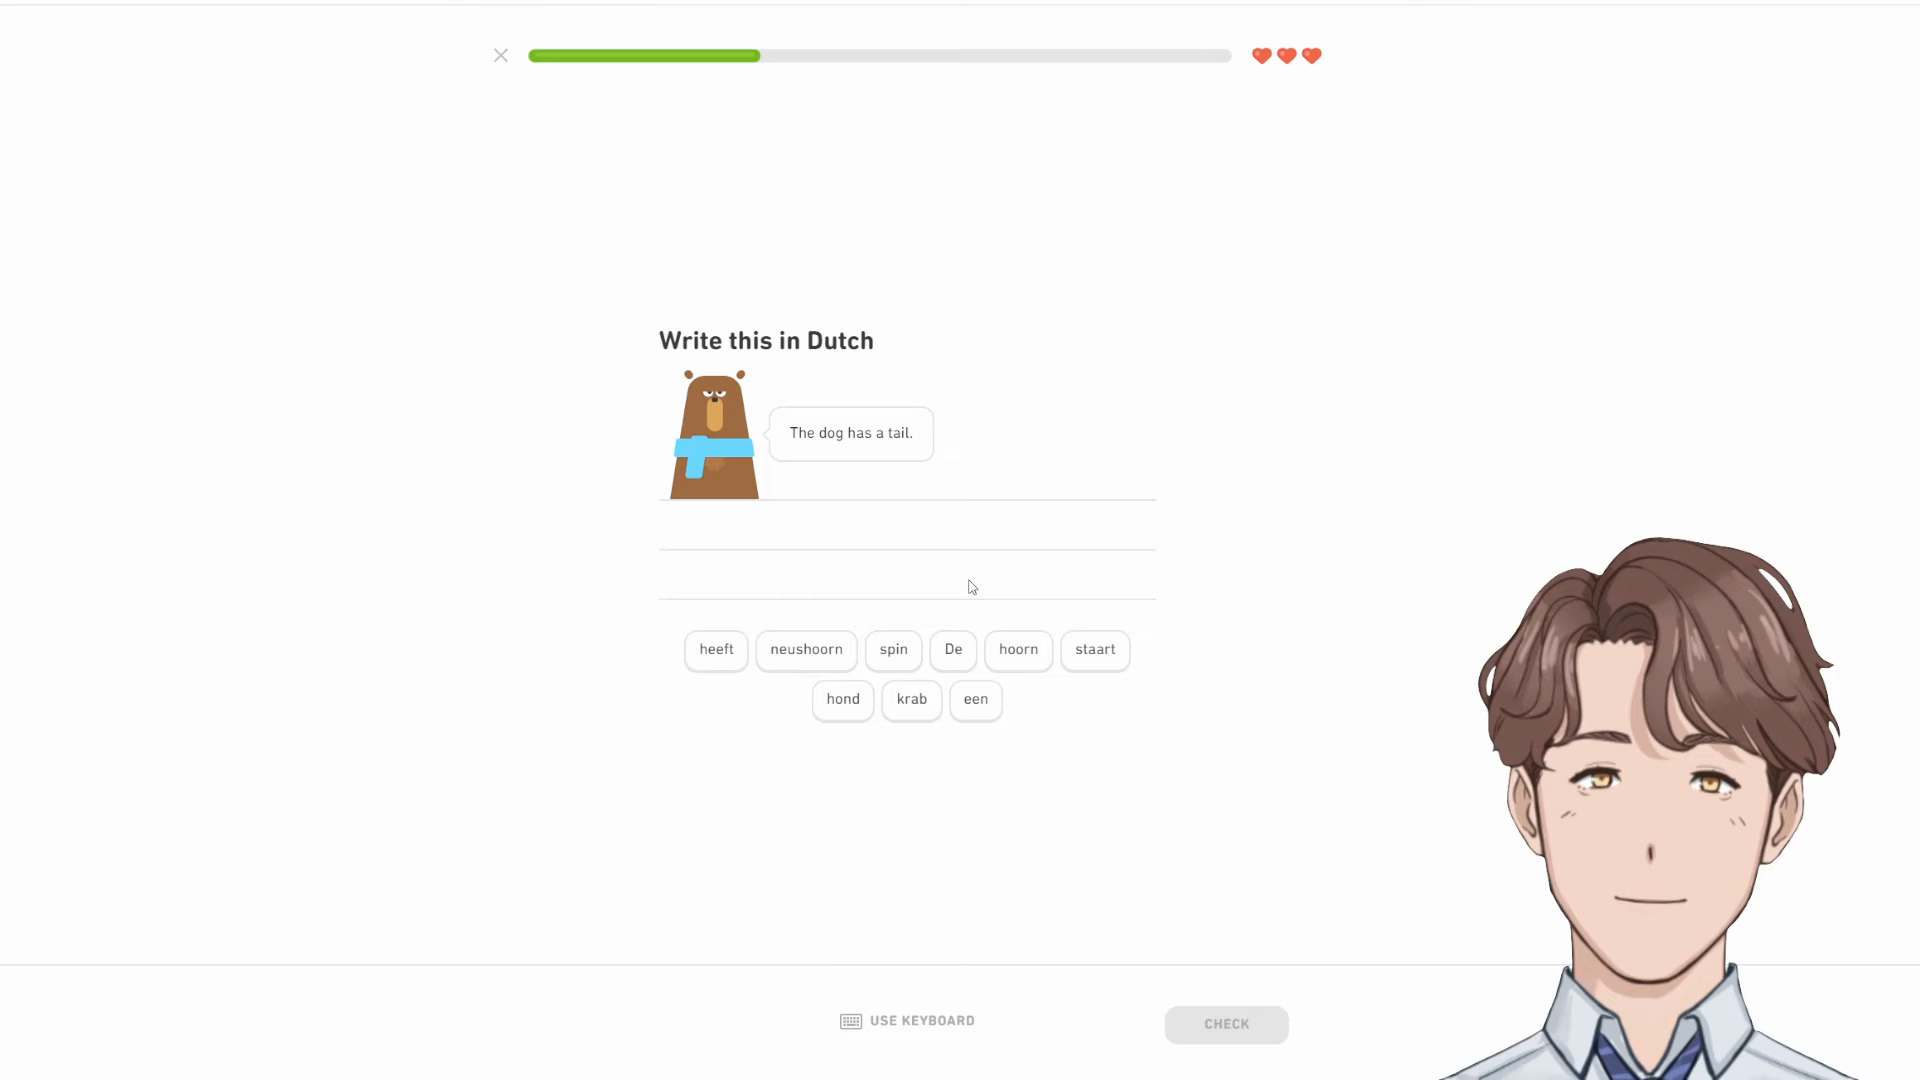 Write this in Dutch
The dog has a tail.
heeft neushoorn spin De hoorn staart
hond krab een
USE KEYBOARD CHECK